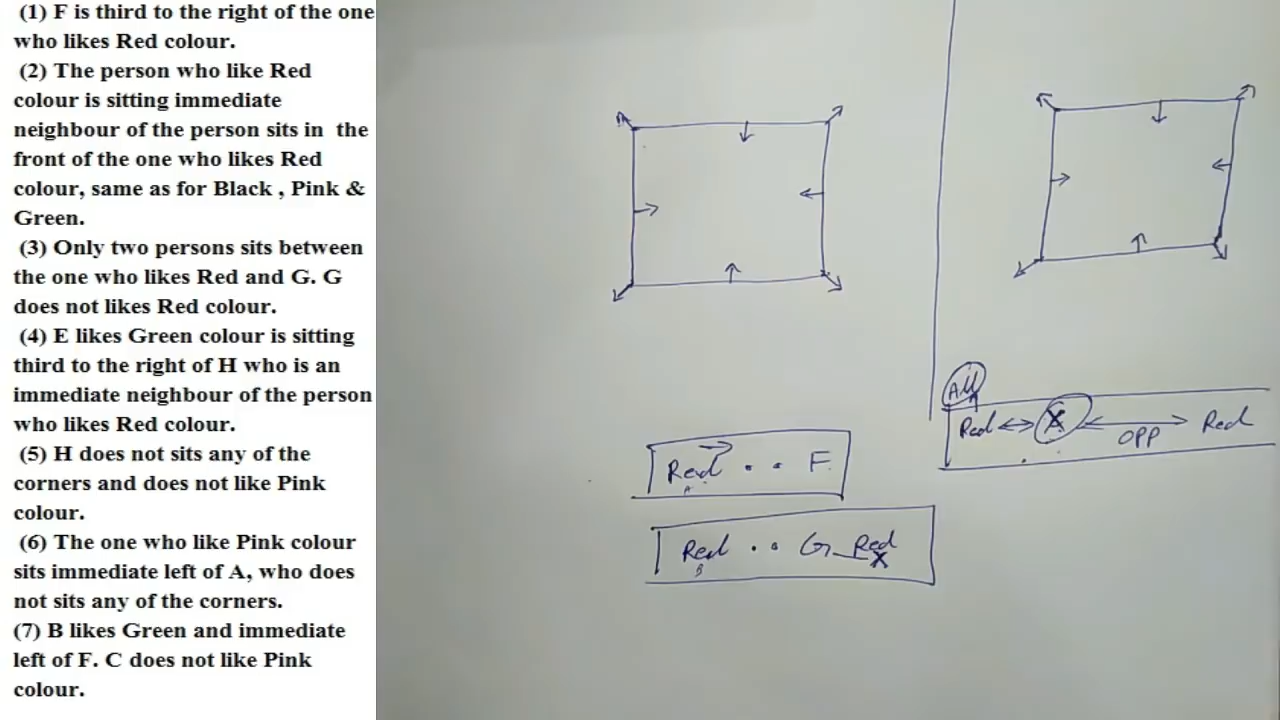 (1) F is third to the right of the one
who likes Red colour.
(2) The person who like Red
colour is sitting immediate
neighbour of the person sits in the
front of the one who likes Red
colour, same as for Black , Pink &
Green.
(3) Only two persons sits between
the one who likes Red and G. G
does not likes Red colour.
(4) E likes Green colour is sitting
third to the right of H who is an
immediate neighbour of the person
who likes Red colour.
(5) H does not sits any of the
corners and does not like Pink
colour.
(6) The one who like Pink colour
sits immediate left of A, who does
not sits any of the corners.
(7) B likes Green and immediate
left of F. C does not like Pink
colour.
All
Red ↔ X ↔ Red
OPP
Red . . F
Red . . G Red
X